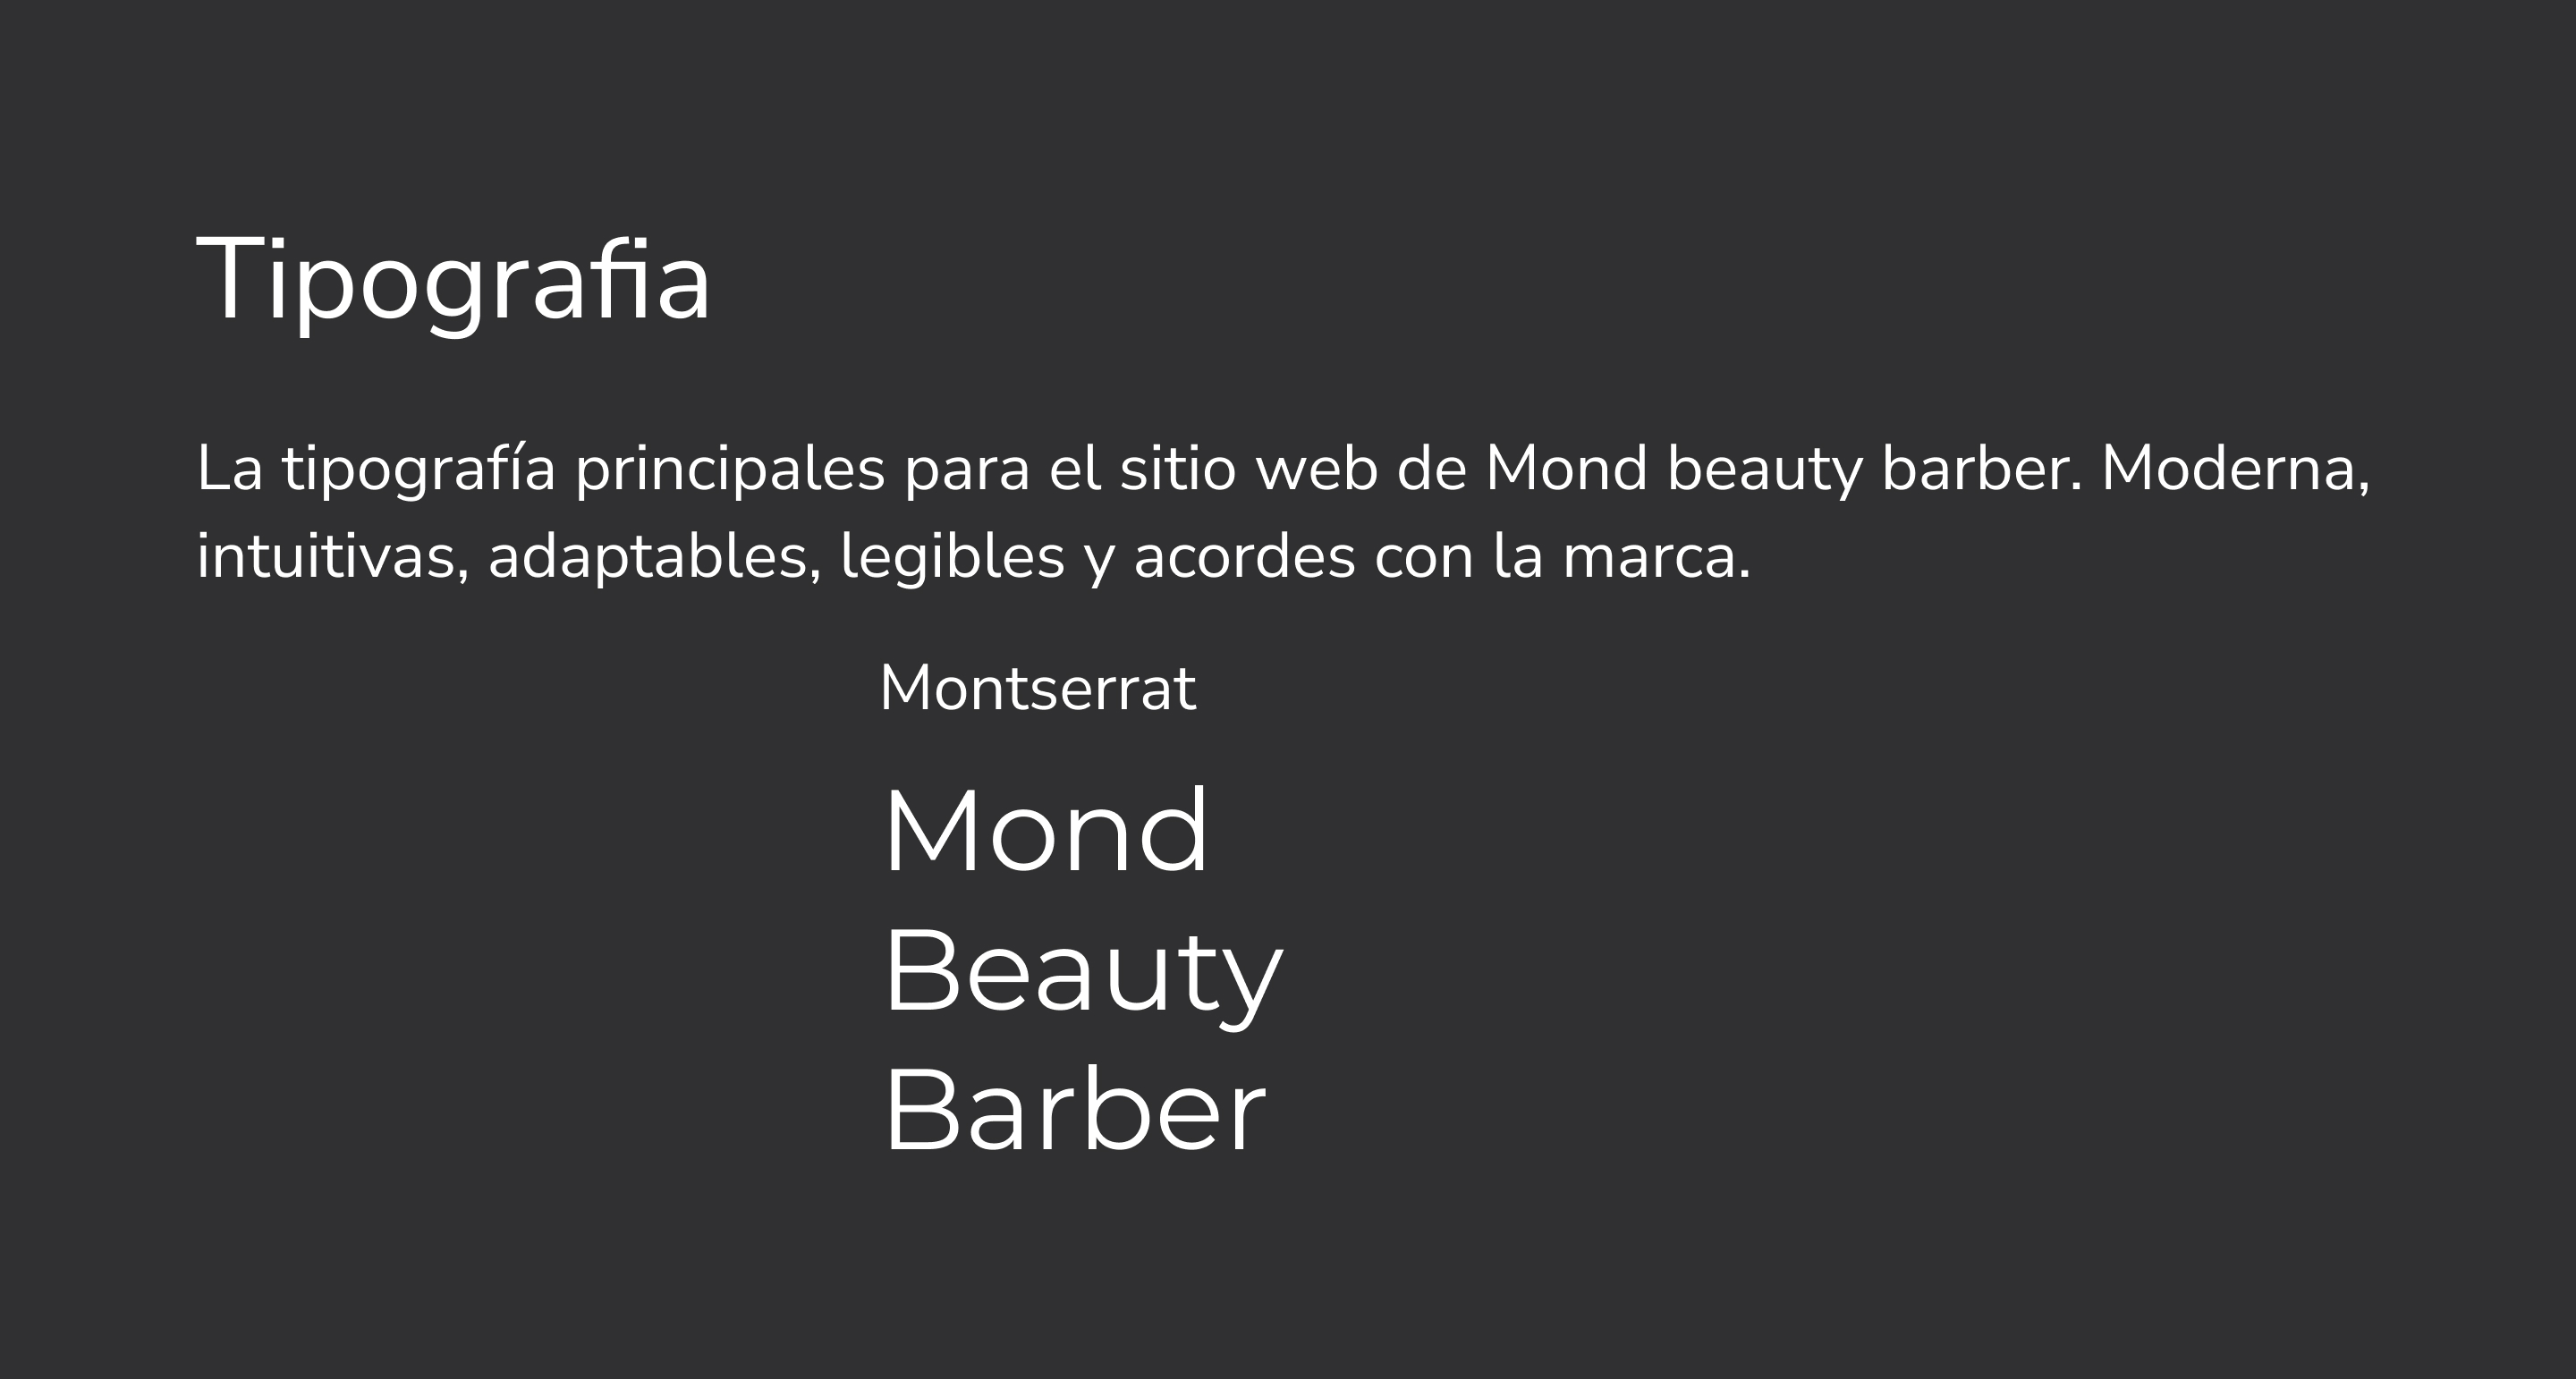 Tipografia
La tipografía principales para el sitio web de Mond beauty barber. Moderna,
intuitivas, adaptables, legibles y acordes con la marca.
Montserrat
Mond
Beauty
Barber